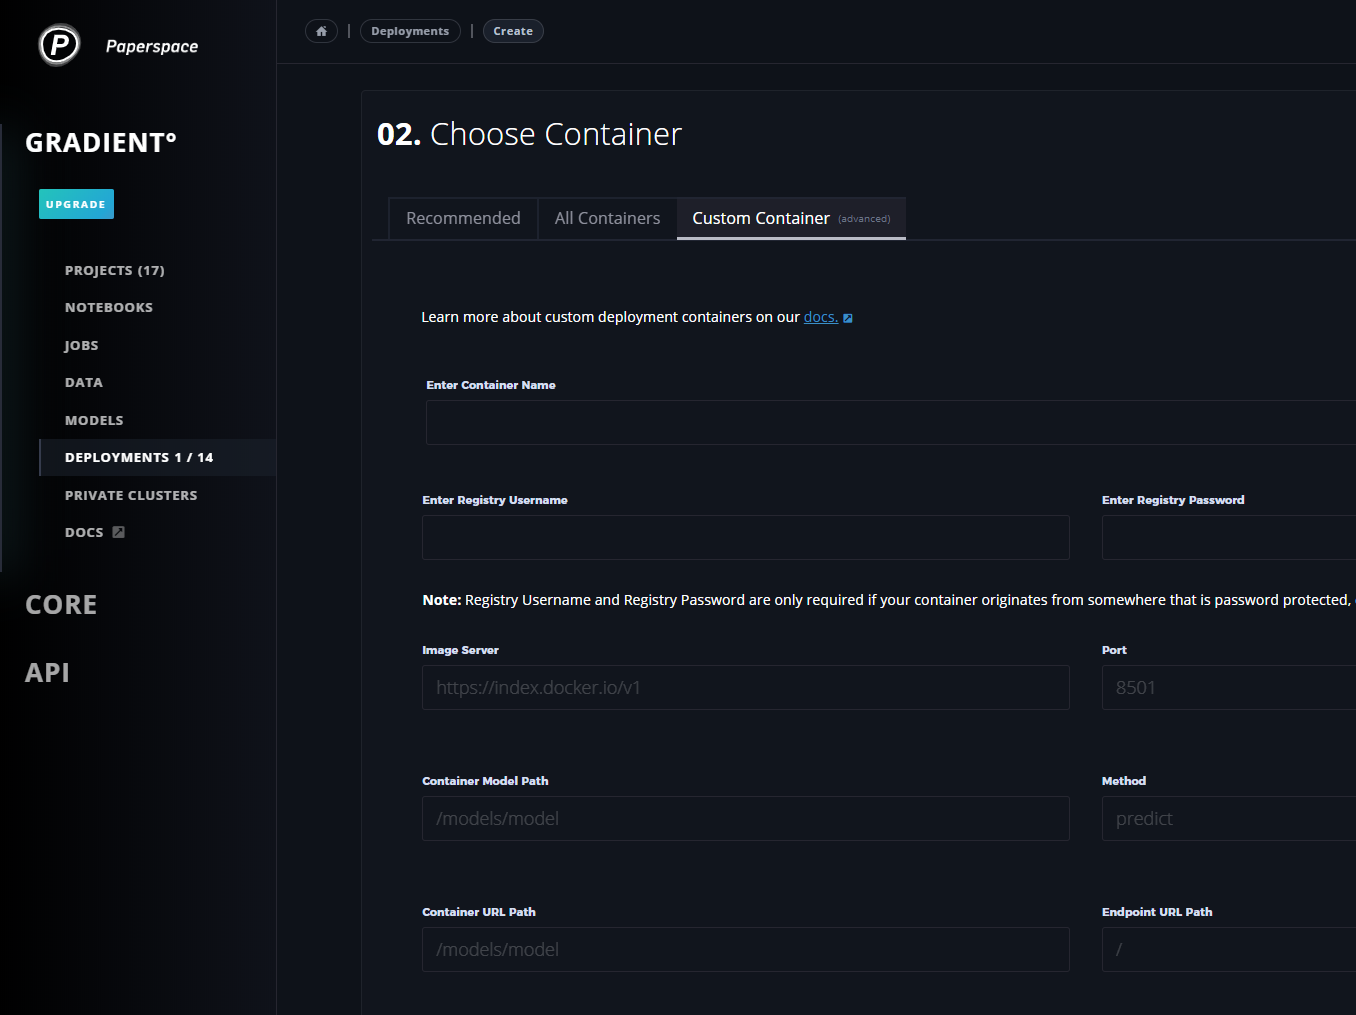 P Paperspace
Deployments
Create
GRADIENT°
UPGRADE
PROJECTS (17)
NOTEBOOKS
JOBS
DATA
MODELS
DEPLOYMENTS 1 / 14
PRIVATE CLUSTERS
DOCS
CORE
API
02. Choose Container
Recommended
All Containers
Custom Container (advanced)
Learn more about custom deployment containers on our docs.
Enter Container Name
Enter Registry Username
Enter Registry Password
Note: Registry Username and Registry Password are only required if your container originates from somewhere that is password protected,
Image Server
Port
https://index.docker.io/v1
8501
Container Model Path
Method
/models/model
predict
Container URL Path
Endpoint URL Path
/models/model
/